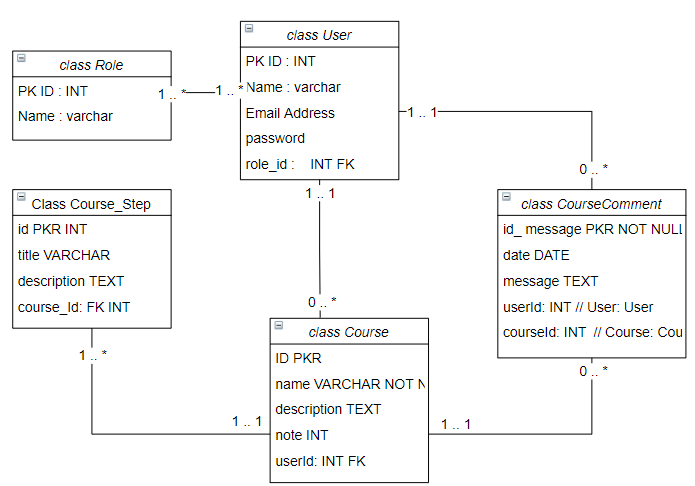 class User
PK ID : INT
Name : varchar
Email Address
password
role_id : INT FK
class Role
PK ID : INT
Name : varchar
1 .. *
1 .. *
1 .. 1
0 .. *
1 .. 1
0 .. *
Class Course_Step
id PKR INT
title VARCHAR
description TEXT
course_Id: FK INT
class CourseComment
id_ message PKR NOT NULL
date DATE
message TEXT
userId: INT // User: User
courseId: INT // Course: Cou
class Course
ID PKR
name VARCHAR NOT N
description TEXT
note INT
userId: INT FK
1 .. *
1 .. 1
0 .. *
1 .. 1